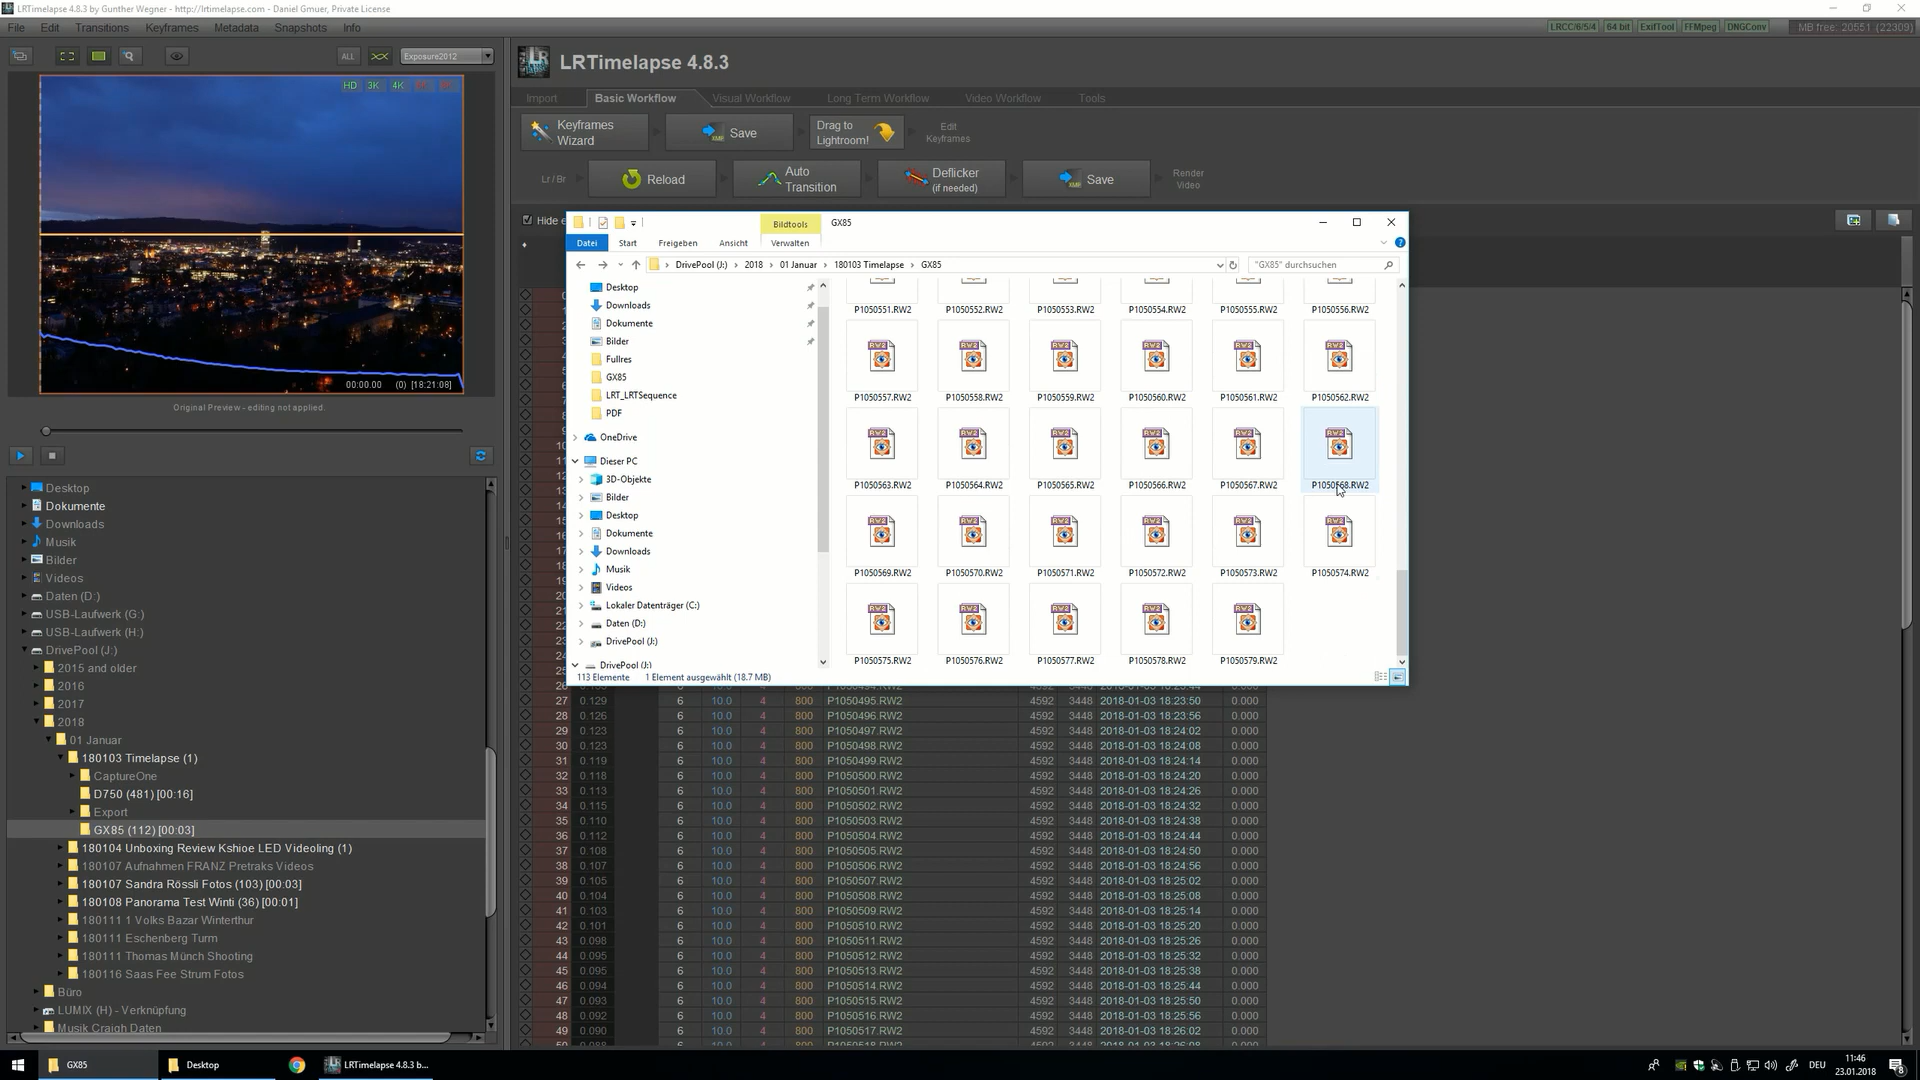 LRTimelapse 4.8.3 by Gunther Wegner - http://lrtimelapse.com - Daniel Gmuer, Private License
File Edit Transitions Keyframes Metadata Snapshots Info
LRCC/6/5/4 64 bit ExifTool FFMpeg DNGConv MB free: 20551 (22309)
ALL Exposure2012
HD 3K 4K
00:00.00 (0) [18:21:08]
Original Preview - editing not applied.
Desktop
Dokumente
Downloads
Musik
Bilder
Videos
Daten (D:)
USB-Laufwerk (G:)
USB-Laufwerk (H:)
DrivePool (J:)
2015 and older
2016
2017
2018
01 Januar
180103 Timelapse (1)
CaptureOne
D750 (481) [00:16]
Export
GX85 (112) [00:03]
180104 Unboxing Review Kshioe LED Videoling (1)
180107 Aufnahmen FRANZ Pretraks Videos
180107 Sandra Rössli Fotos (103) [00:03]
180108 Panorama Test Winti (36) [00:01]
180111 1 Volks Bazar Winterthur
180111 Eschenberg Turm
180111 Thomas Münch Shooting
180116 Saas Fee Strum Fotos
Büro
LUMIX (H) - Verknüpfung
Musik Craigh Daten
LRTimelapse 4.8.3
Import Basic Workflow Visual Workflow Long Term Workflow Video Workflow Tools
Keyframes Wizard Save Drag to Lightroom! Edit Keyframes
Lr / Br Reload Auto Transition Deflicker (if needed) Save Render Video
Hide
Bildtools GX85
Datei Start Freigeben Ansicht Verwalten
DrivePool (J:) 2018 01 Januar 180103 Timelapse GX85
"GX85" durchsuchen
Desktop
Downloads
Dokumente
Bilder
Fullres
GX85
LRT_LRTSequence
PDF
OneDrive
Dieser PC
3D-Objekte
Bilder
Desktop
Dokumente
Downloads
Musik
Videos
Lokaler Datenträger (C:)
Daten (D:)
DrivePool (J:)
DrivePool (J:)
P1050551.RW2 P1050552.RW2 P1050553.RW2 P1050554.RW2 P1050555.RW2 P1050556.RW2
RW2 RW2 RW2 RW2 RW2 RW2
P1050557.RW2 P1050558.RW2 P1050559.RW2 P1050560.RW2 P1050561.RW2 P1050562.RW2
RW2 RW2 RW2 RW2 RW2 RW2
P1050563.RW2 P1050564.RW2 P1050565.RW2 P1050566.RW2 P1050567.RW2 P1050568.RW2
RW2 RW2 RW2 RW2 RW2 RW2
P1050569.RW2 P1050570.RW2 P1050571.RW2 P1050572.RW2 P1050573.RW2 P1050574.RW2
RW2 RW2 RW2 RW2 RW2
P1050575.RW2 P1050576.RW2 P1050577.RW2 P1050578.RW2 P1050579.RW2
113 Elemente 1 Element ausgewählt (18.7 MB)
27 0.129 6 10.0 4 800 P1050495.RW2 4592 3448 2018-01-03 18:23:50 0.000
28 0.126 6 10.0 4 800 P1050496.RW2 4592 3448 2018-01-03 18:23:56 0.000
29 0.123 6 10.0 4 800 P1050497.RW2 4592 3448 2018-01-03 18:24:02 0.000
30 0.123 6 10.0 4 800 P1050498.RW2 4592 3448 2018-01-03 18:24:08 0.000
31 0.119 6 10.0 4 800 P1050499.RW2 4592 3448 2018-01-03 18:24:14 0.000
32 0.118 6 10.0 4 800 P1050500.RW2 4592 3448 2018-01-03 18:24:20 0.000
33 0.113 6 10.0 4 800 P1050501.RW2 4592 3448 2018-01-03 18:24:26 0.000
34 0.115 6 10.0 4 800 P1050502.RW2 4592 3448 2018-01-03 18:24:32 0.000
35 0.110 6 10.0 4 800 P1050503.RW2 4592 3448 2018-01-03 18:24:38 0.000
36 0.112 6 10.0 4 800 P1050504.RW2 4592 3448 2018-01-03 18:24:44 0.000
37 0.108 6 10.0 4 800 P1050505.RW2 4592 3448 2018-01-03 18:24:50 0.000
38 0.107 6 10.0 4 800 P1050506.RW2 4592 3448 2018-01-03 18:24:56 0.000
39 0.105 6 10.0 4 800 P1050507.RW2 4592 3448 2018-01-03 18:25:02 0.000
40 0.104 6 10.0 4 800 P1050508.RW2 4592 3448 2018-01-03 18:25:08 0.000
41 0.103 6 10.0 4 800 P1050509.RW2 4592 3448 2018-01-03 18:25:14 0.000
42 0.101 6 10.0 4 800 P1050510.RW2 4592 3448 2018-01-03 18:25:20 0.000
43 0.098 6 10.0 4 800 P1050511.RW2 4592 3448 2018-01-03 18:25:26 0.000
44 0.095 6 10.0 4 800 P1050512.RW2 4592 3448 2018-01-03 18:25:32 0.000
45 0.095 6 10.0 4 800 P1050513.RW2 4592 3448 2018-01-03 18:25:38 0.000
46 0.094 6 10.0 4 800 P1050514.RW2 4592 3448 2018-01-03 18:25:44 0.000
47 0.093 6 10.0 4 800 P1050515.RW2 4592 3448 2018-01-03 18:25:50 0.000
48 0.092 6 10.0 4 800 P1050516.RW2 4592 3448 2018-01-03 18:25:56 0.000
49 0.090 6 10.0 4 800 P1050517.RW2 4592 3448 2018-01-03 18:26:02 0.000
GX85 Desktop LRTimelapse 4.8.3 b... DEU 11:46
23.01.2018